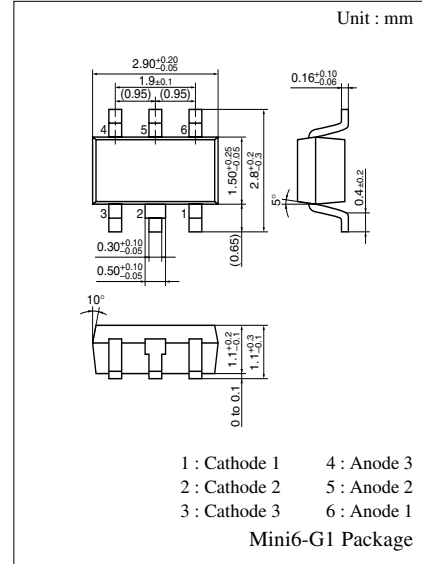 Unit : mm
2.90+0.20
-0.05
1.9±0.1
(0.95) (0.95)
0.16+0.10
-0.06
4 5 6
1.50+0.25
-0.05
2.8+0.2
-0.3
5°
0.4±0.2
3 2 1
(0.65)
0.30+0.10
-0.05
0.50+0.10
-0.05
10°
1.1+0.2
-0.1
1.1+0.3
-0.1
0 to 0.1
1 : Cathode 1 4 : Anode 3
2 : Cathode 2 5 : Anode 2
3 : Cathode 3 6 : Anode 1
Mini6-G1 Package